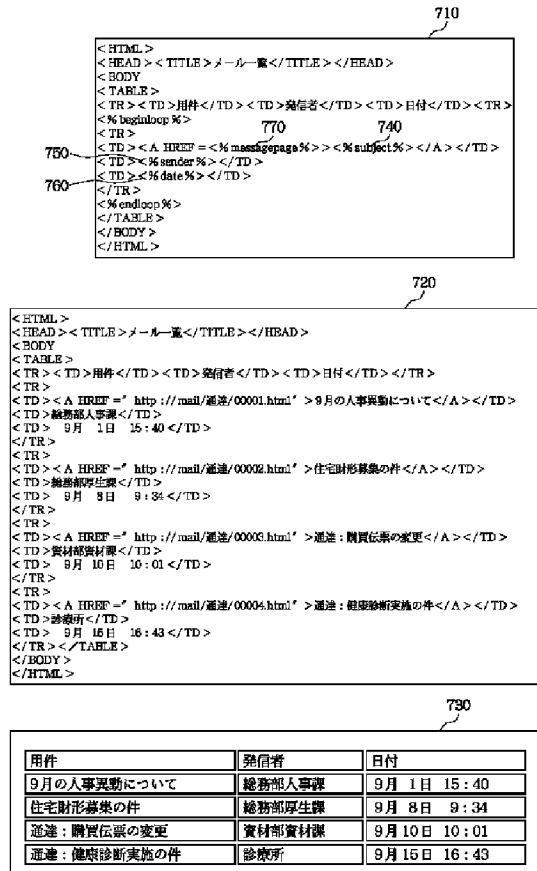 710
<HTML>
<HEAD><TITLE>メール一覧</TITLE></HEAD>
<BODY
<TABLE>
<TR><TD>用件</TD><TD>発信者</TD><TD>日付</TD><TR>
<% beginloop %>
<TR>
770 740
<TD><A HREF=<% messagepage%>><% subject%></A></TD>
750 <TD><% sender%></TD>
760 <TD><% date%></TD>
</TR>
<% endloop %>
</TABLE>
</BODY>
</HTML>
720
<HTML>
<HEAD><TITLE>メール一覧</TITLE></HEAD>
<BODY
<TABLE>
<TR><TD>用件</TD><TD>発信者</TD><TD>日付</TD></TR>
<TR>
<TD><A HREF=″ http://mail/通達/00001.html″>9月の人事異動について</A></TD>
<TD>総務部人事課</TD>
<TD> 9月 1日 15:40</TD>
</TR>
<TR>
<TD><A HREF=″ http://mail/通達/00002.html″>住宅財形募集の件</A></TD>
<TD>総務部厚生課</TD>
<TD> 9月 8日 9:34</TD>
</TR>
<TR>
<TD><A HREF=″ http://mail/通達/00003.html″>通達:購買伝票の変更</A></TD>
<TD>資材部資材課</TD>
<TD> 9月 10日 10:01</TD>
</TR>
<TR>
<TD><A HREF=″ http://mail/通達/00004.html″>通達:健康診断実施の件</A></TD>
<TD>診療所</TD>
<TD> 9月 15日 16:43</TD>
</TR></TABLE>
</BODY>
</HTML>
730
用件 発信者 日付
9月の人事異動について 総務部人事課 9月 1日 15:40
住宅財形募集の件 総務部厚生課 9月 8日 9:34
通達:購買伝票の変更 資材部資材課 9月10日 10:01
通達:健康診断実施の件 診療所 9月15日 16:43